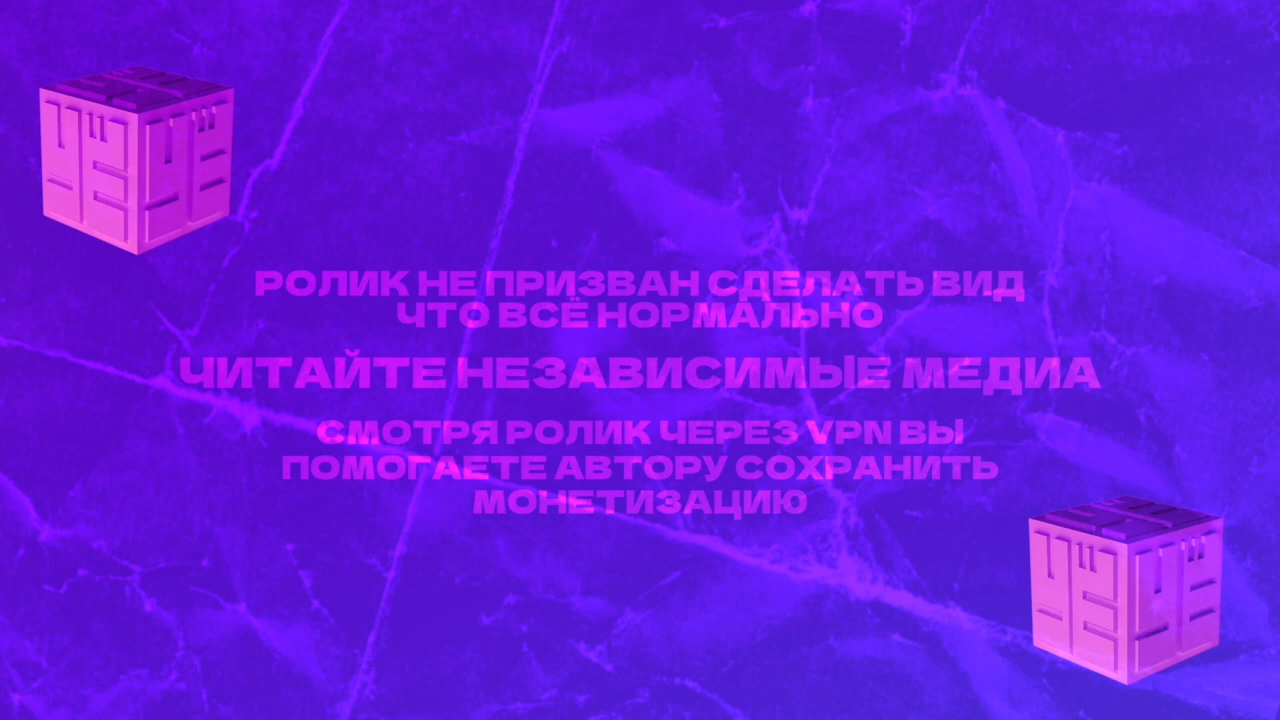 РОЛИК НЕ ПРИЗВАН СДЕЛАТЬ ВИД
ЧТО ВСЁ НОРМАЛЬНО
ЧИТАЙТЕ НЕЗАВИСИМЫЕ МЕДИА
СМОТРЯ РОЛИК ЧЕРЕЗ VPN ВЫ
ПОМОГАЕТЕ АВТОРУ СОХРАНИТЬ
МОНЕТИЗАЦИЮ